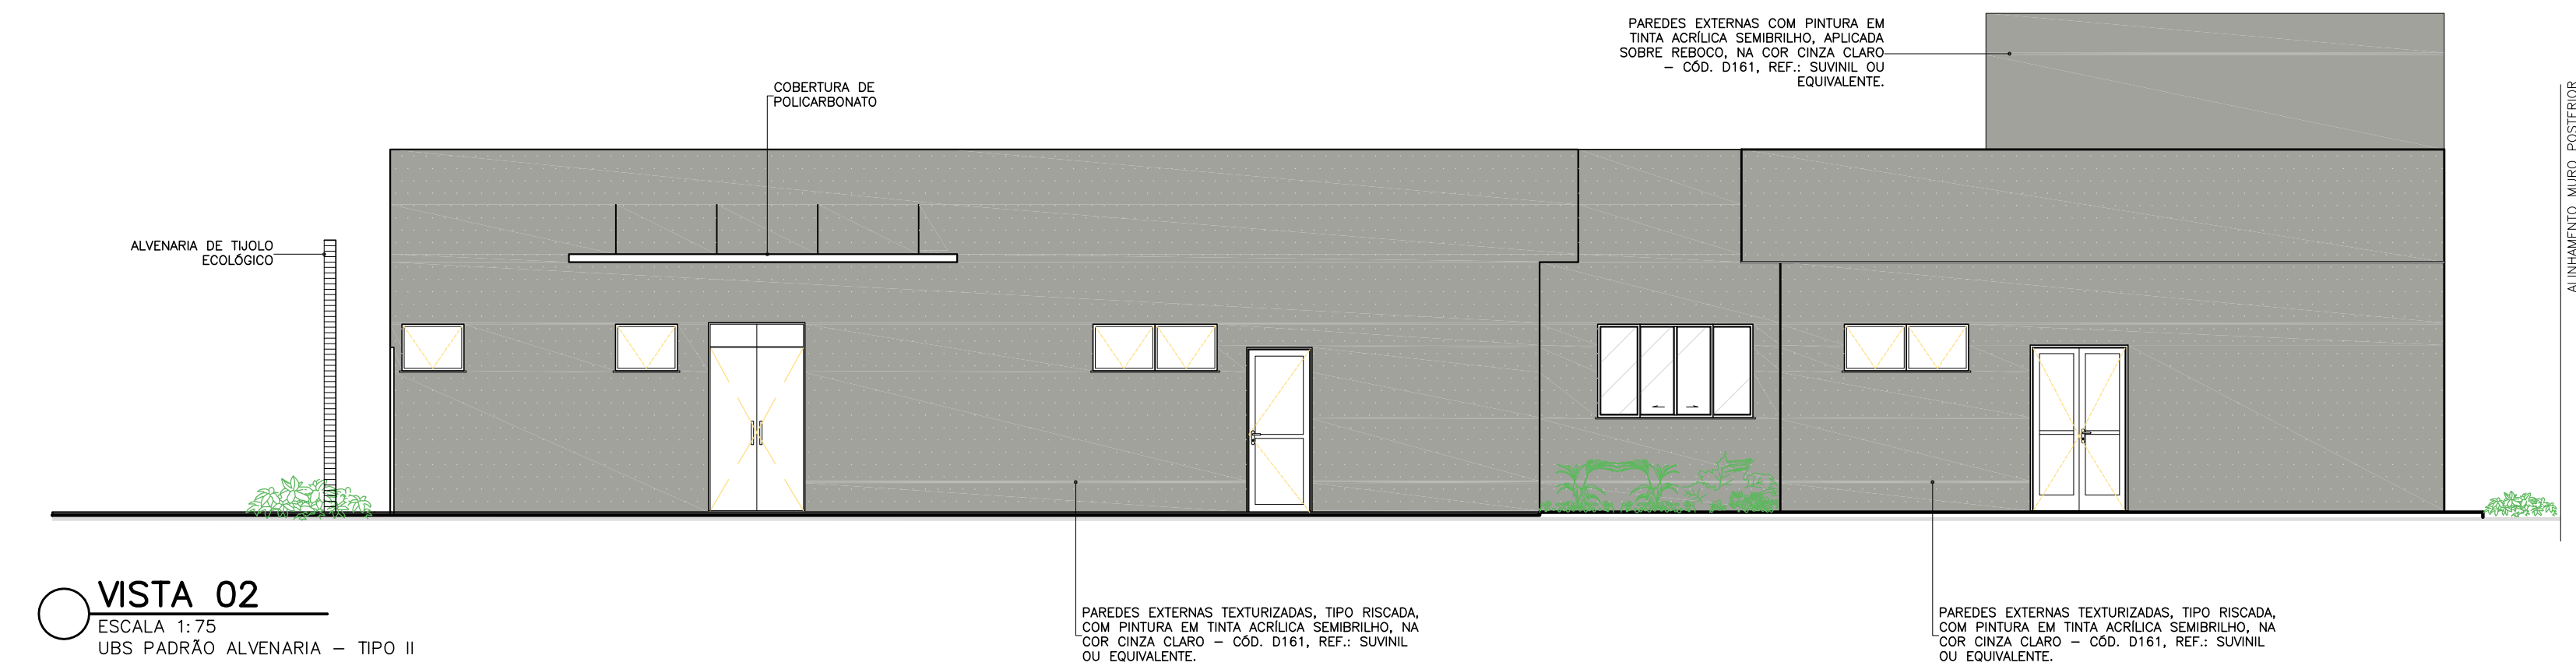 PAREDES EXTERNAS COM PINTURA EM
TINTA ACRÍLICA SEMIBRILHO, APLICADA
SOBRE REBOCO, NA COR CINZA CLARO
– CÓD. D161, REF.: SUVINIL OU
EQUIVALENTE.
COBERTURA DE
POLICARBONATO
ALINHAMENTO MURO POSTERIOR
ALVENARIA DE TIJOLO
ECOLÓGICO
VISTA 02
ESCALA 1:75
UBS PADRÃO ALVENARIA – TIPO II
PAREDES EXTERNAS TEXTURIZADAS, TIPO RISCADA,
COM PINTURA EM TINTA ACRÍLICA SEMIBRILHO, NA
COR CINZA CLARO – CÓD. D161, REF.: SUVINIL
OU EQUIVALENTE.
PAREDES EXTERNAS TEXTURIZADAS, TIPO RISCADA,
COM PINTURA EM TINTA ACRÍLICA SEMIBRILHO, NA
COR CINZA CLARO – CÓD. D161, REF.: SUVINIL
OU EQUIVALENTE.